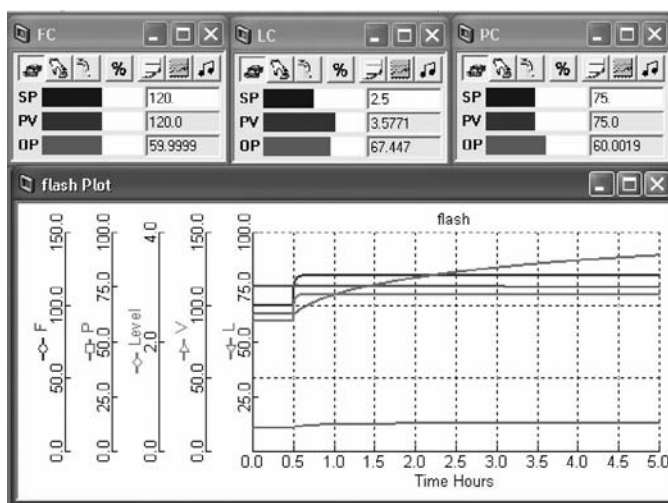 FC
LC
PC
%
%
%
SP 120.
PV 120.0
OP 59.9999
SP 2.5
PV 3.5771
OP 67.447
SP 75.
PV 75.0
OP 60.0019
flash Plot
flash
150.0
100.0
50.0
0.0
F
100.0
75.0
50.0
25.0
0.0
P
4.0
2.0
0.0
Level
150.0
100.0
50.0
0.0
V
100.0
75.0
50.0
25.0
0.0
L
0.0 0.5 1.0 1.5 2.0 2.5 3.0 3.5 4.0 4.5 5.0
Time Hours